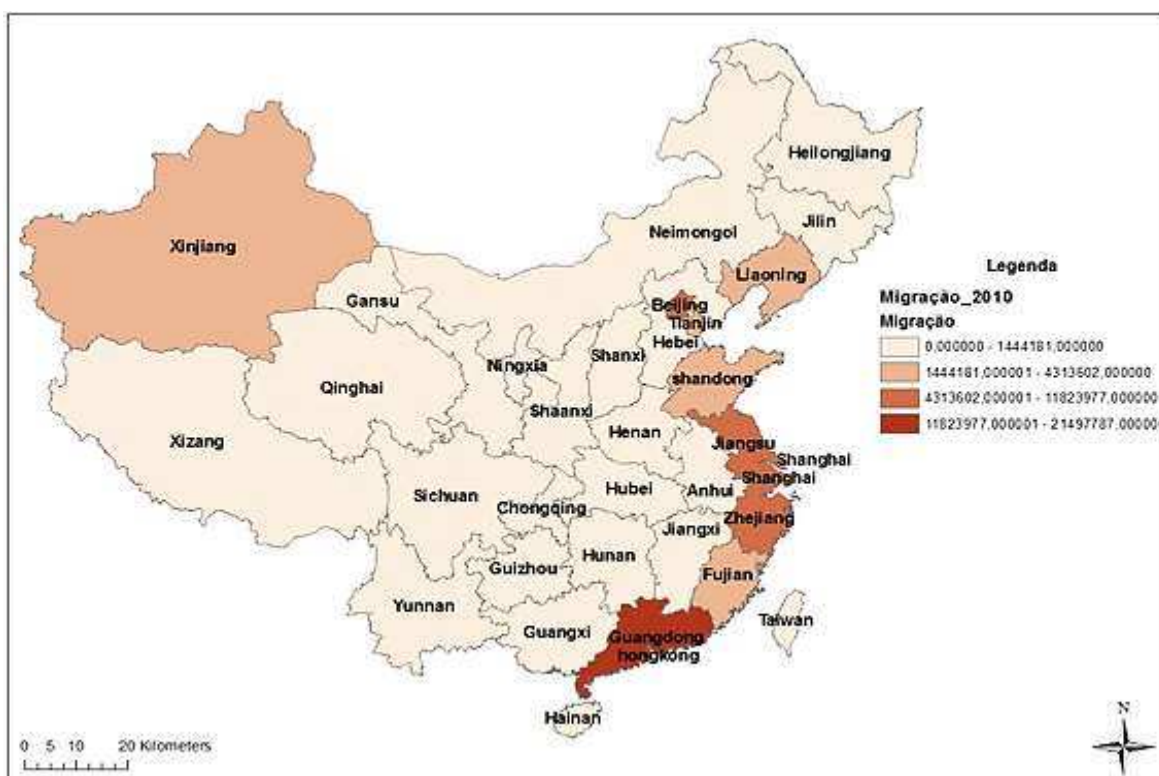 Heilongjiang
Jilin
Neimongol
Xinjiang
Liaoning
Gansu
Beijing
Tianjin
Hebei
Shanxi
Ningxia
shandong
Qinghai
Shaanxi
Henan
Xizang
Jiangsu
Shanghai
Shanghai
Sichuan
Hubei
Anhui
Chongqing
Zhejiang
Jiangxi
Hunan
Guizhou
Fujian
Yunnan
Taiwan
Guangxi
Guangdong
hongkong
Hainan
Legenda
Migração_2010
Migração
0,000000 - 1444181,000000
1444181,000001 - 4313602,000000
4313602,000001 - 11823977,000000
11823977,000001 - 21497787,000000
0 5 10 20 Kilometers
N